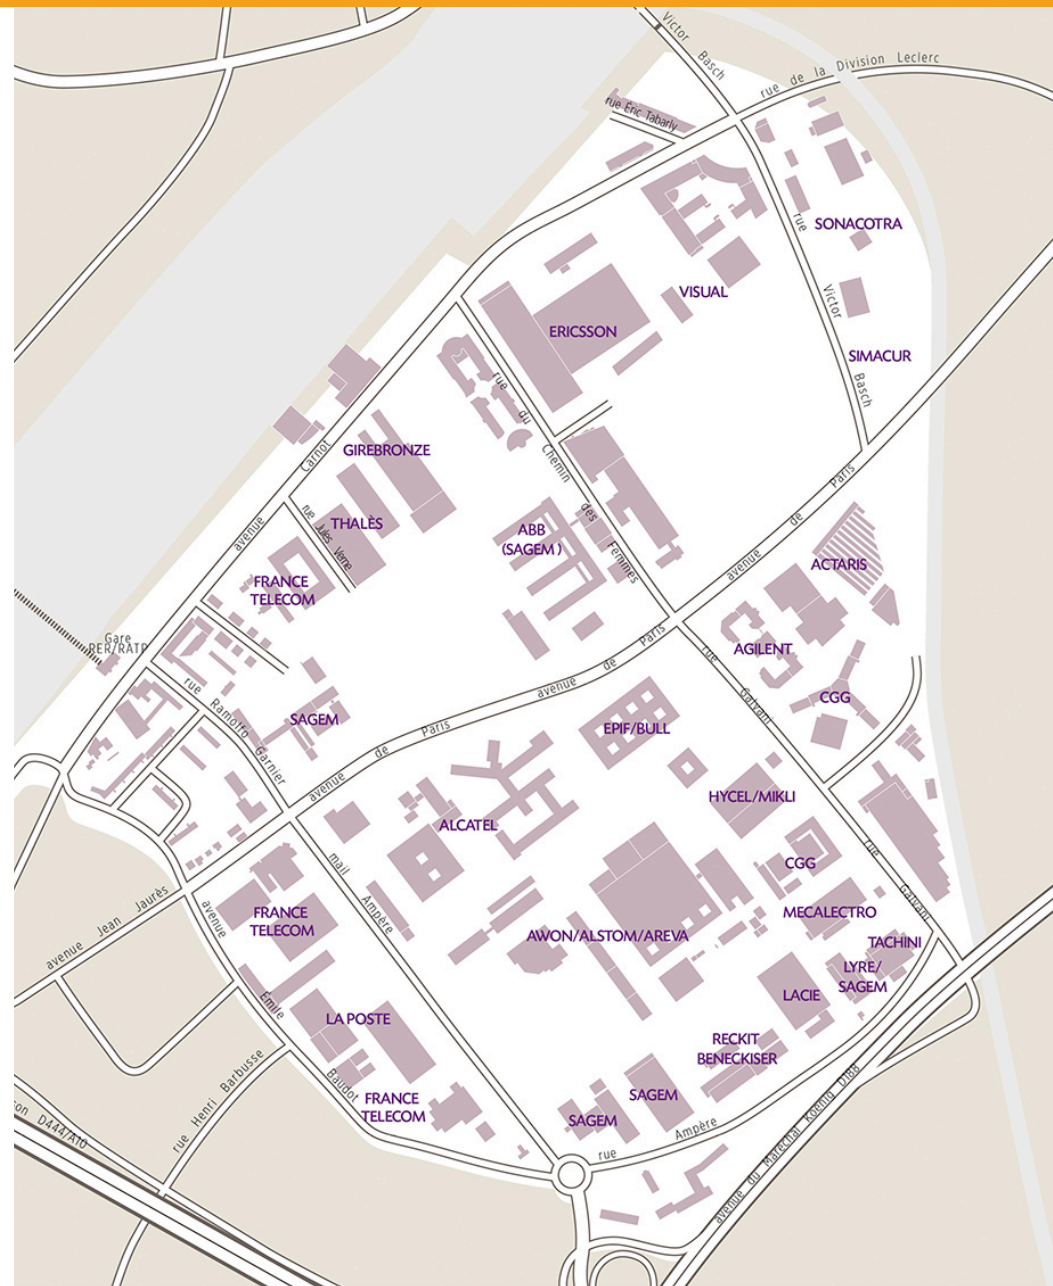 Victor
Basch
rue de la Division Leclerc
rue Éric Tabarly
rue
SONACOTRA
VISUAL
Victor
ERICSSON
SIMACUR
Basch
rue
du
Chemin
des
Femmes
Carnot
avenue
GIREBRONZE
rue Jules Verne
THALÈS
ABB
(SAGEM )
avenue
de
Paris
ACTARIS
FRANCE
TELECOM
Gare
RER/RATP
rue
Ramolfo
Garnier
SAGEM
avenue
de
Paris
avenue
de
Paris
AGILENT
rue
Galvani
CGG
EPIF/BULL
HYCEL/MIKLI
ALCATEL
mail
Ampère
CGG
rue
Galvani
avenue Jean Jaurès
avenue
FRANCE
TELECOM
MECALECTRO
AWON/ALSTOM/AREVA
TACHINI
LYRE/
SAGEM
LACIE
Émile
LA POSTE
Baudot
RECKIT
BENECKISER
rue Henri Barbusse
FRANCE
TELECOM
SAGEM
SAGEM
rue
Ampère
avenue du Maréchal Koenig D188
son D444/A10